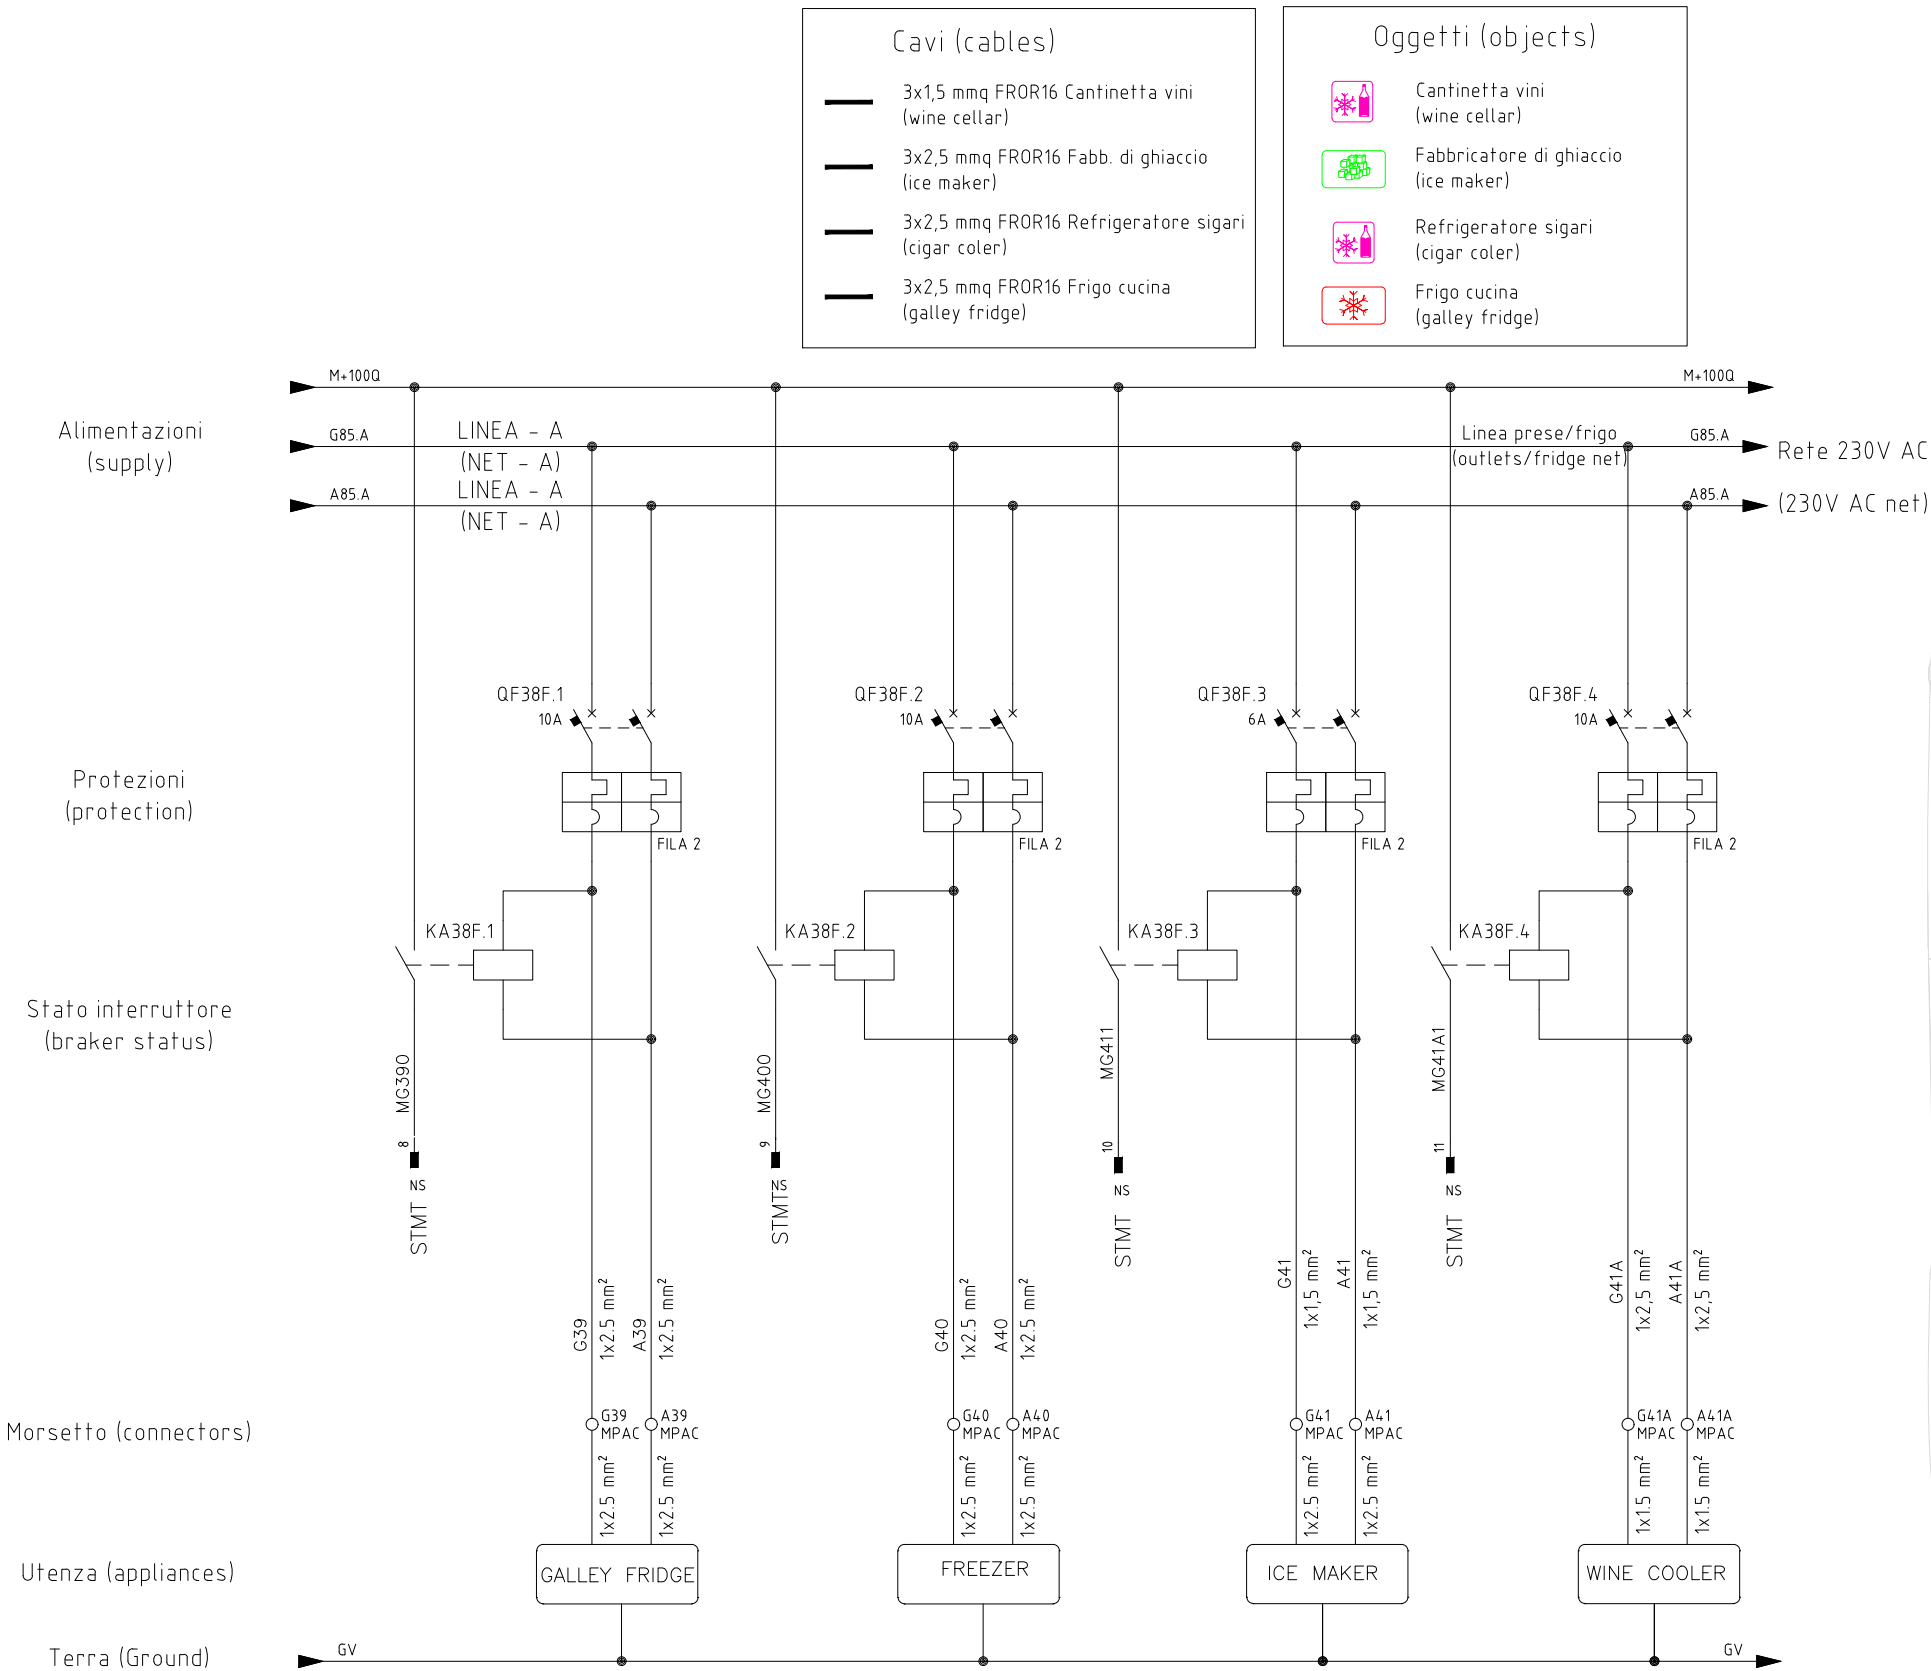 Cavi (cables)
3x1,5 mmq FROR16 Cantinetta vini
(wine cellar)
3x2,5 mmq FROR16 Fabb. di ghiaccio
(ice maker)
3x2,5 mmq FROR16 Refrigeratore sigari
(cigar coler)
3x2,5 mmq FROR16 Frigo cucina
(galley fridge)
Oggetti (objects)
Cantinetta vini
(wine cellar)
Fabbricatore di ghiaccio
(ice maker)
Refrigeratore sigari
(cigar coler)
Frigo cucina
(galley fridge)
Alimentazioni
(supply)
M+100Q
M+100Q
G85.A
LINEA - A
(NET - A)
Linea prese/frigo
(outlets/fridge net)
G85.A
A85.A
LINEA - A
(NET - A)
A85.A
Rete 230V AC
(230V AC net)
Protezioni
(protection)
QF38F.1
10A
FILA 2
QF38F.2
10A
FILA 2
QF38F.3
6A
FILA 2
QF38F.4
10A
FILA 2
Stato interruttore
(braker status)
KA38F.1
MG390
8
NS
STMT
KA38F.2
MG400
9
NS
STMT
KA38F.3
MG411
10
NS
STMT
KA38F.4
MG41A1
11
NS
STMT
G39
1x2.5 mm²
A39
1x2.5 mm²
G40
1x2.5 mm²
A40
1x2.5 mm²
G41
1x1,5 mm²
A41
1x1,5 mm²
G41A
1x2,5 mm²
A41A
1x2,5 mm²
Morsetto (connectors)
G39
MPAC
A39
MPAC
G40
MPAC
A40
MPAC
G41
MPAC
A41
MPAC
G41A
MPAC
A41A
MPAC
1x2.5 mm²
1x2.5 mm²
1x2.5 mm²
1x2.5 mm²
1x2.5 mm²
1x2.5 mm²
1x1.5 mm²
1x1.5 mm²
Utenza (appliances)
GALLEY FRIDGE
FREEZER
ICE MAKER
WINE COOLER
Terra (Ground)
GV
GV